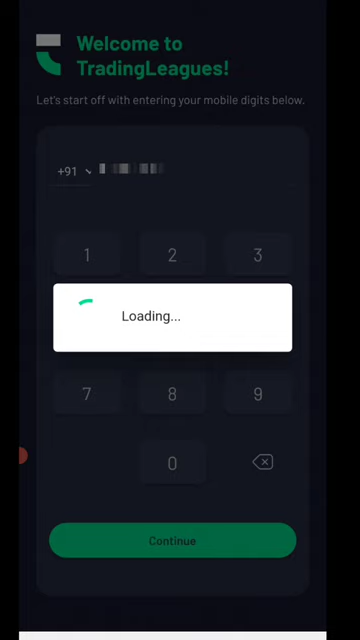 Welcome to
TradingLeagues!
Let's start off with entering your mobile digits below.
+91
1 2 3
Loading...
7 8 9
0
Continue